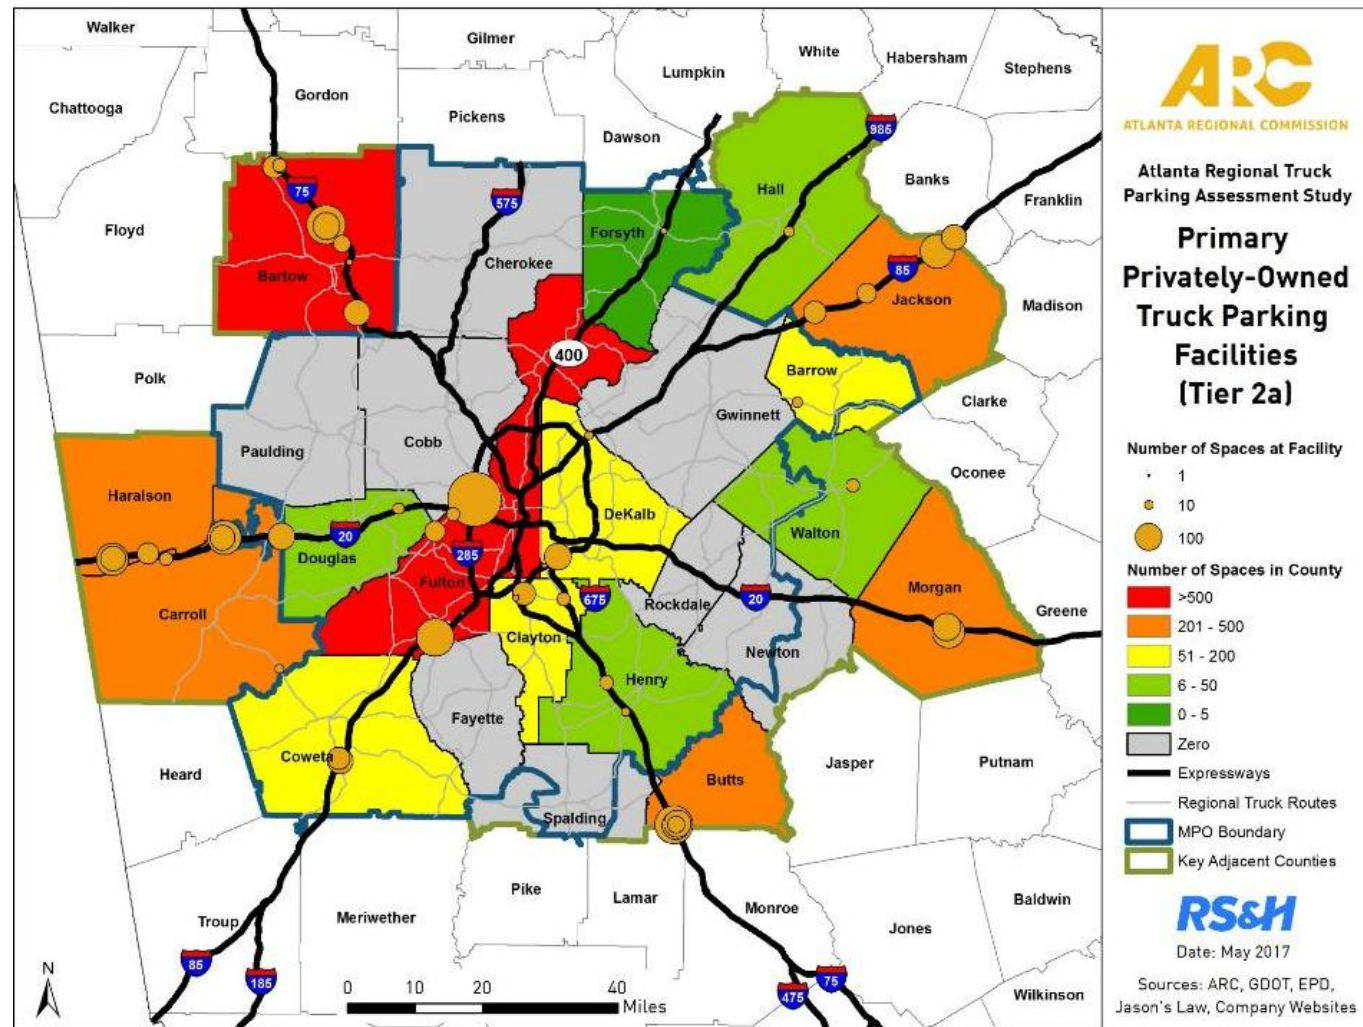 Walker
Gilmer
White
Habersham
Stephens
Lumpkin
Chattooga
Gordon
Pickens
Dawson
985
Banks
Franklin
75
575
Hall
Floyd
Forsyth
Cherokee
85
Bartow
Jackson
Madison
400
Polk
Barrow
Clarke
Gwinnett
Cobb
Paulding
Oconee
Haralson
DeKalb
20
Walton
Douglas
285
Fulton
Morgan
675
Rockdale
20
Greene
Carroll
Clayton
Newton
Henry
Fayette
Coweta
Heard
Butts
Jasper
Putnam
Spalding
Pike
Lamar
Baldwin
Troup
Meriwether
Monroe
Jones
85
185
475
75
Wilkinson
N
0 10 20 40
Miles
ARC
ATLANTA REGIONAL COMMISSION
Atlanta Regional Truck
Parking Assessment Study
Primary
Privately-Owned
Truck Parking
Facilities
(Tier 2a)
Number of Spaces at Facility
1
10
100
Number of Spaces in County
>500
201 - 500
51 - 200
6 - 50
0 - 5
Zero
Expressways
Regional Truck Routes
MPO Boundary
Key Adjacent Counties
RS&H
Date: May 2017
Sources: ARC, GDOT, EPD,
Jason's Law, Company Websites